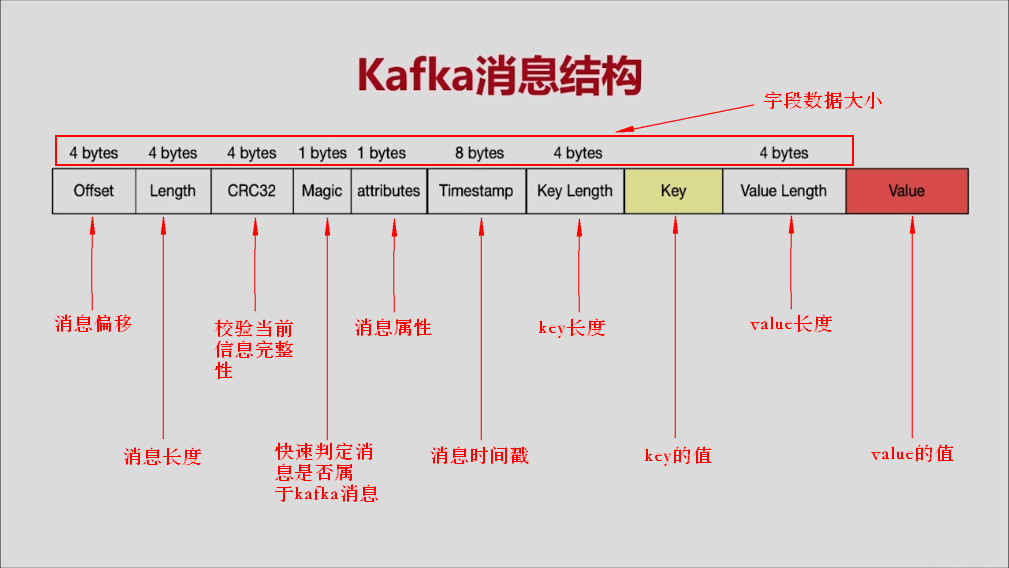 Kafka消息结构
字段数据大小
4 bytes 4 bytes 4 bytes 1 bytes 1 bytes 8 bytes 4 bytes 4 bytes
Offset Length CRC32 Magic attributes Timestamp Key Length Key Value Length Value
消息偏移
校验当前
信息完整
性
消息属性
key长度
value长度
消息长度
快速判定消
息是否属
于kafka消息
消息时间戳
key的值
value的值